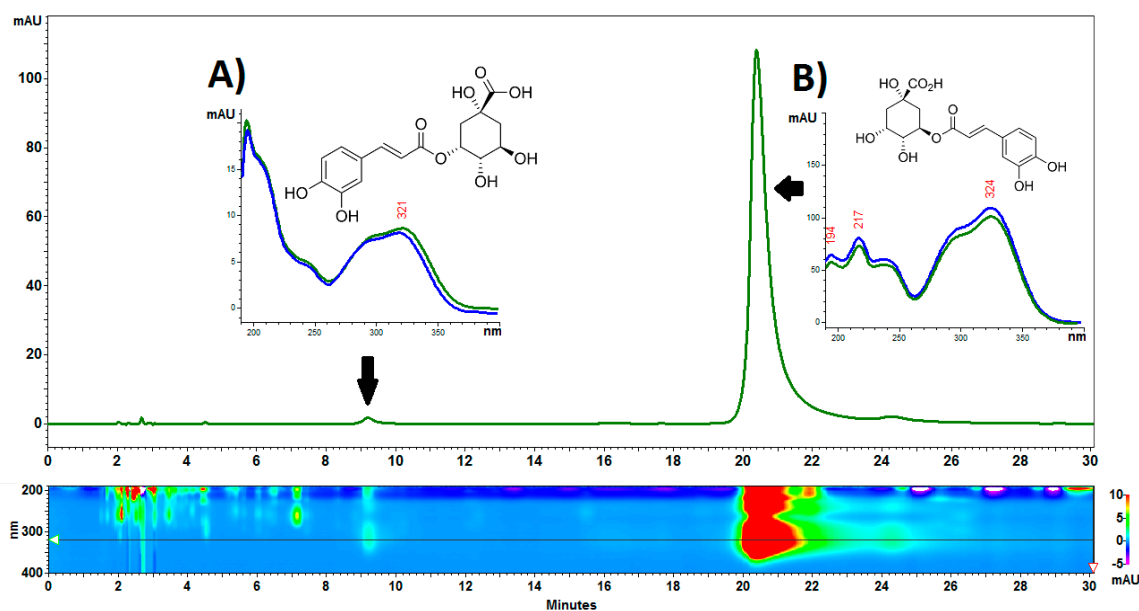 mAU
100
80
60
40
20
0
A)
mAU
15
10
5
0
200
250
300
350
nm
321
O
HO
OH
O
O
OH
OH
HO
OH
B)
mAU
150
100
50
0
200
250
300
350
nm
194
217
324
HO CO₂H
O
HO
O
OH
OH
OH
0 2 4 6 8 10 12 14 16 18 20 22 24 26 28 30
200
300
400
nm
10
5
0
-5
mAU
Minutes